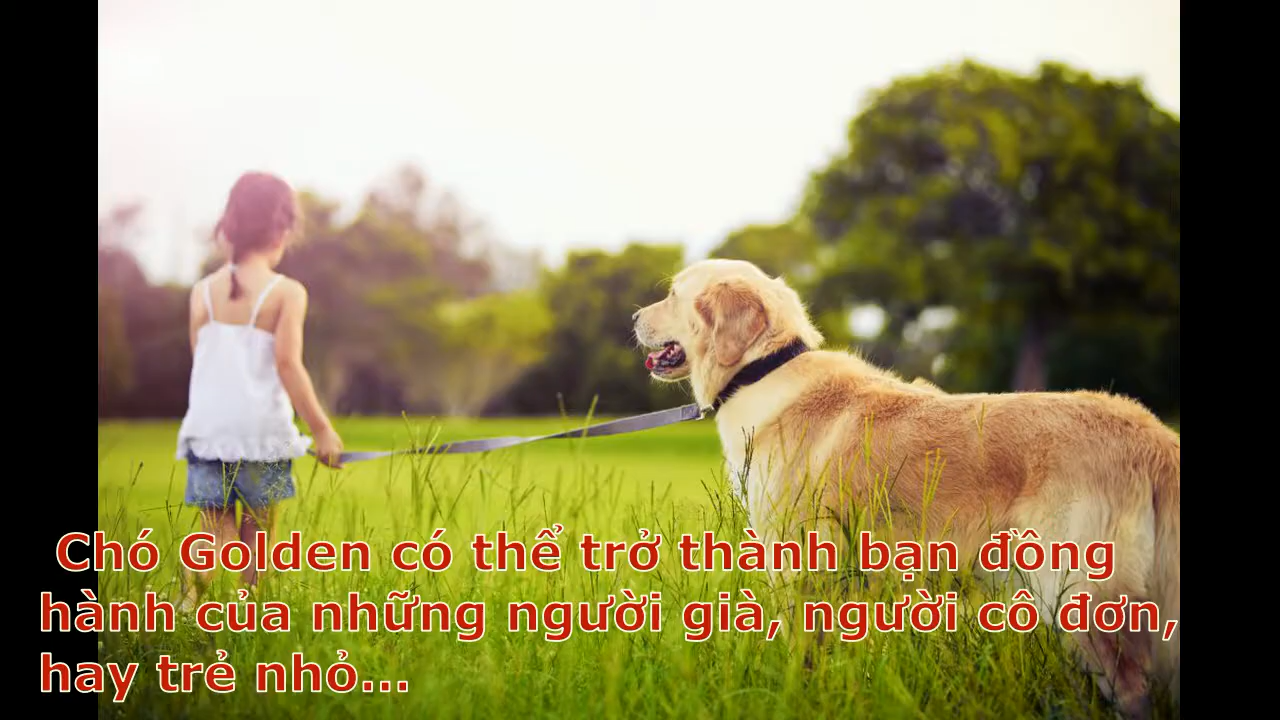 Chó Golden có thể trở thành bạn đồng
hành của những người già, người cô đơn,
hay trẻ nhỏ...